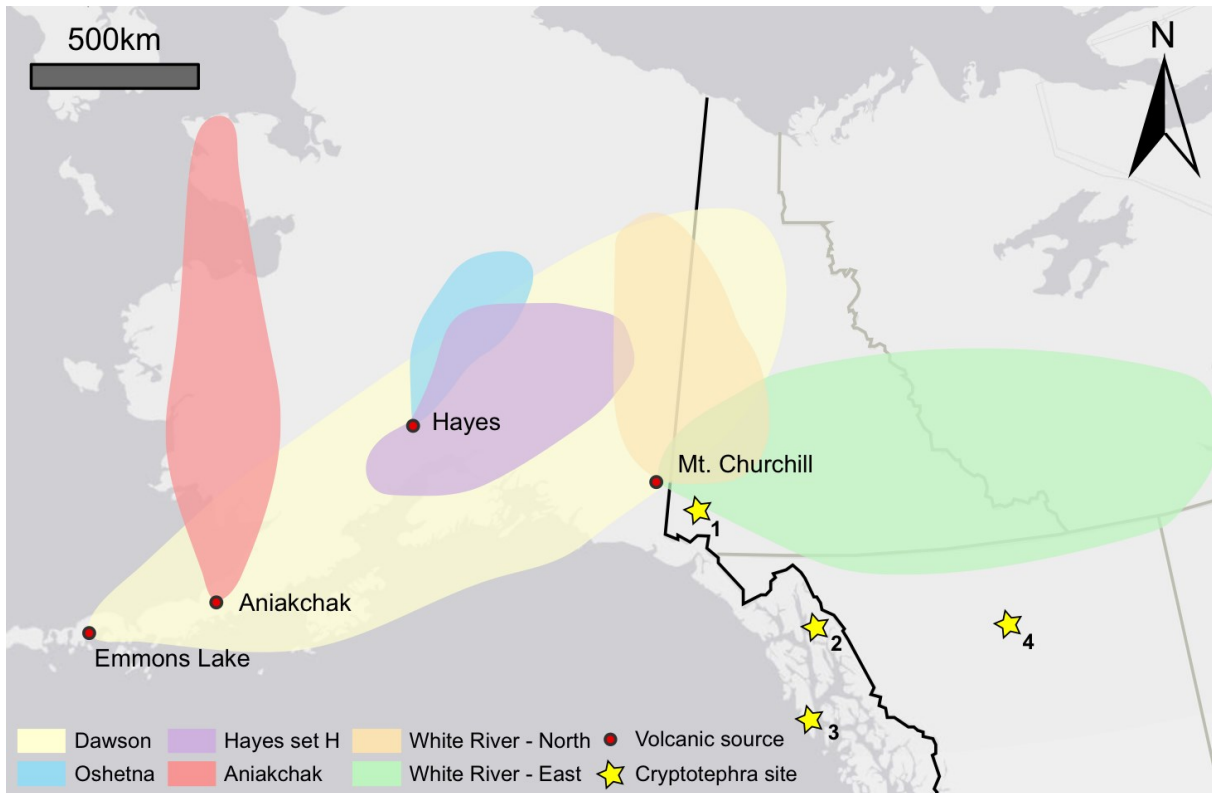 500km
N
Hayes
Mt. Churchill
1
Aniakchak
Emmons Lake
2
4
3
Dawson
Hayes set H
White River - North
Volcanic source
Oshetna
Aniakchak
White River - East
Cryptotephra site